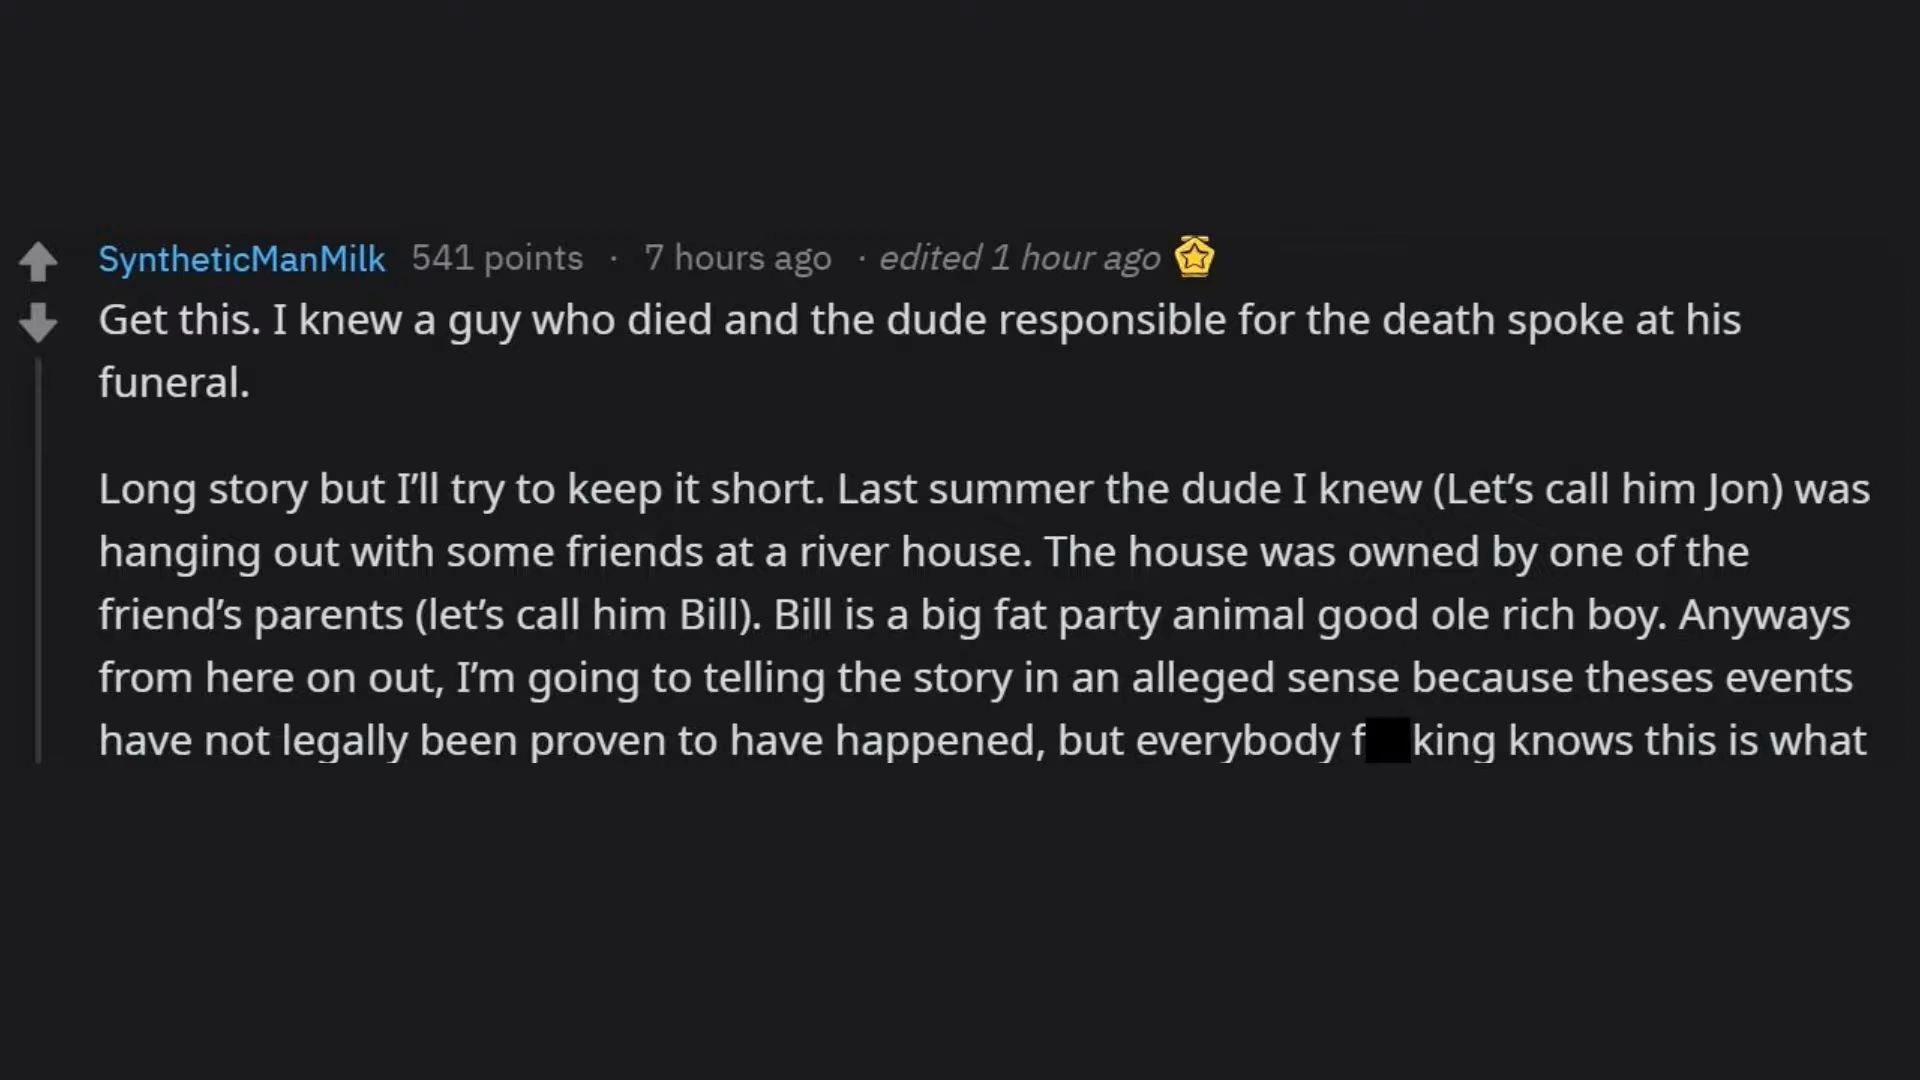 SyntheticManMilk 541 points · 7 hours ago · edited 1 hour ago
Get this. I knew a guy who died and the dude responsible for the death spoke at his
funeral.
Long story but I’ll try to keep it short. Last summer the dude I knew (Let’s call him Jon) was
hanging out with some friends at a river house. The house was owned by one of the
friend’s parents (let’s call him Bill). Bill is a big fat party animal good ole rich boy. Anyways
from here on out, I’m going to telling the story in an alleged sense because theses events
have not legally been proven to have happened, but everybody f king knows this is what